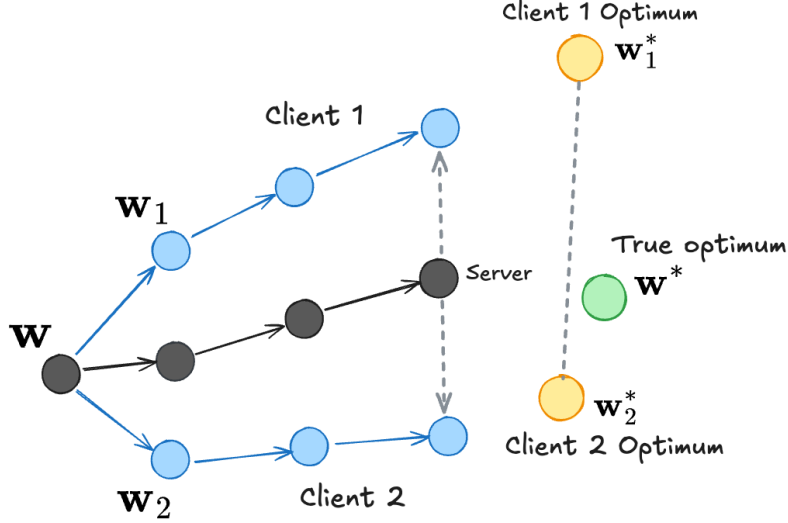 Client 1 Optimum
w₁*
Client 1
w₁
True optimum
Server
w*
w
w₂*
Client 2 Optimum
w₂
Client 2